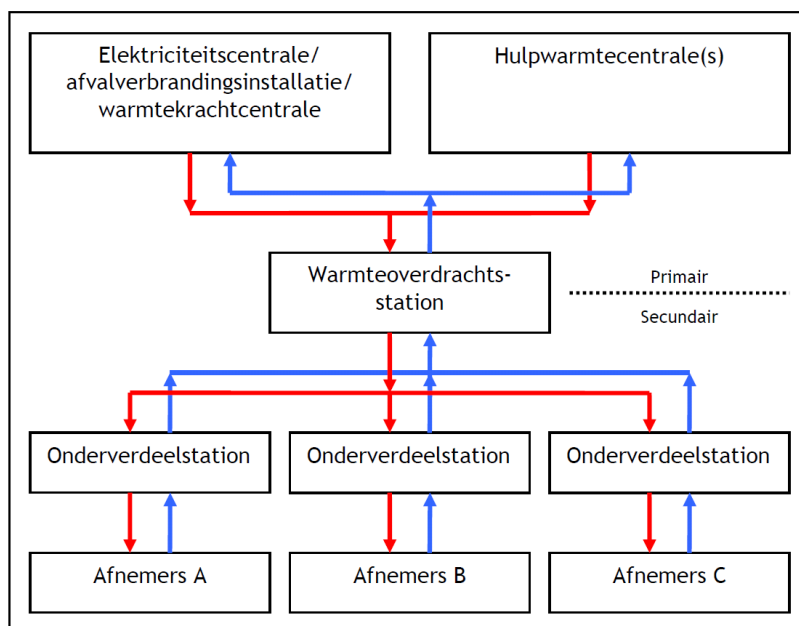 Elektriciteitscentrale/
afvalverbrandingsinstallatie/
warmtekrachtcentrale
Hulpwarmtecentrale(s)
Warmteoverdrachts-
station
Primair
Secundair
Onderverdeelstation
Onderverdeelstation
Onderverdeelstation
Afnemers A
Afnemers B
Afnemers C